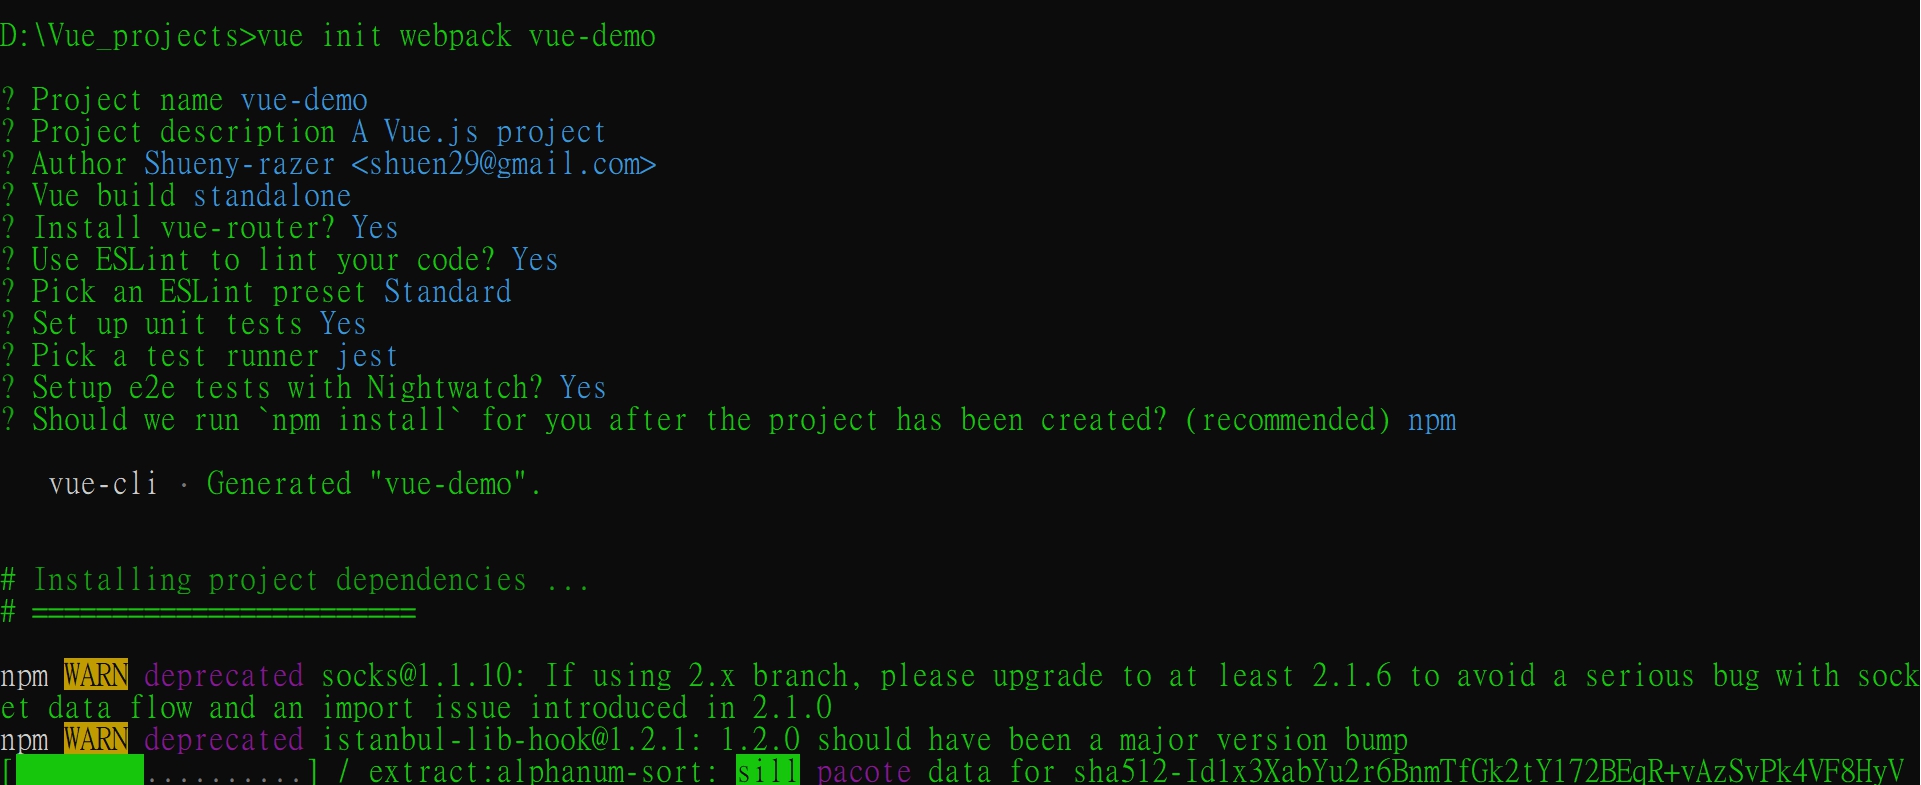 D:\Vue_projects>vue init webpack vue-demo
? Project name vue-demo
? Project description A Vue.js project
? Author Shueny-razer <shuen29@gmail.com>
? Vue build standalone
? Install vue-router? Yes
? Use ESLint to lint your code? Yes
? Pick an ESLint preset Standard
? Set up unit tests Yes
? Pick a test runner jest
? Setup e2e tests with Nightwatch? Yes
? Should we run `npm install` for you after the project has been created? (recommended) npm
vue-cli · Generated "vue-demo".
# Installing project dependencies ...
# ========================
npm WARN deprecated socks@1.1.10: If using 2.x branch, please upgrade to at least 2.1.6 to avoid a serious bug with sock
et data flow and an import issue introduced in 2.1.0
npm WARN deprecated istanbul-lib-hook@1.2.1: 1.2.0 should have been a major version bump
[        ..........] / extract:alphanum-sort: sill pacote data for sha512-Id1x3XabYu2r6BnmTfGk2tY172BEqR+vAzSvPk4VF8HyV